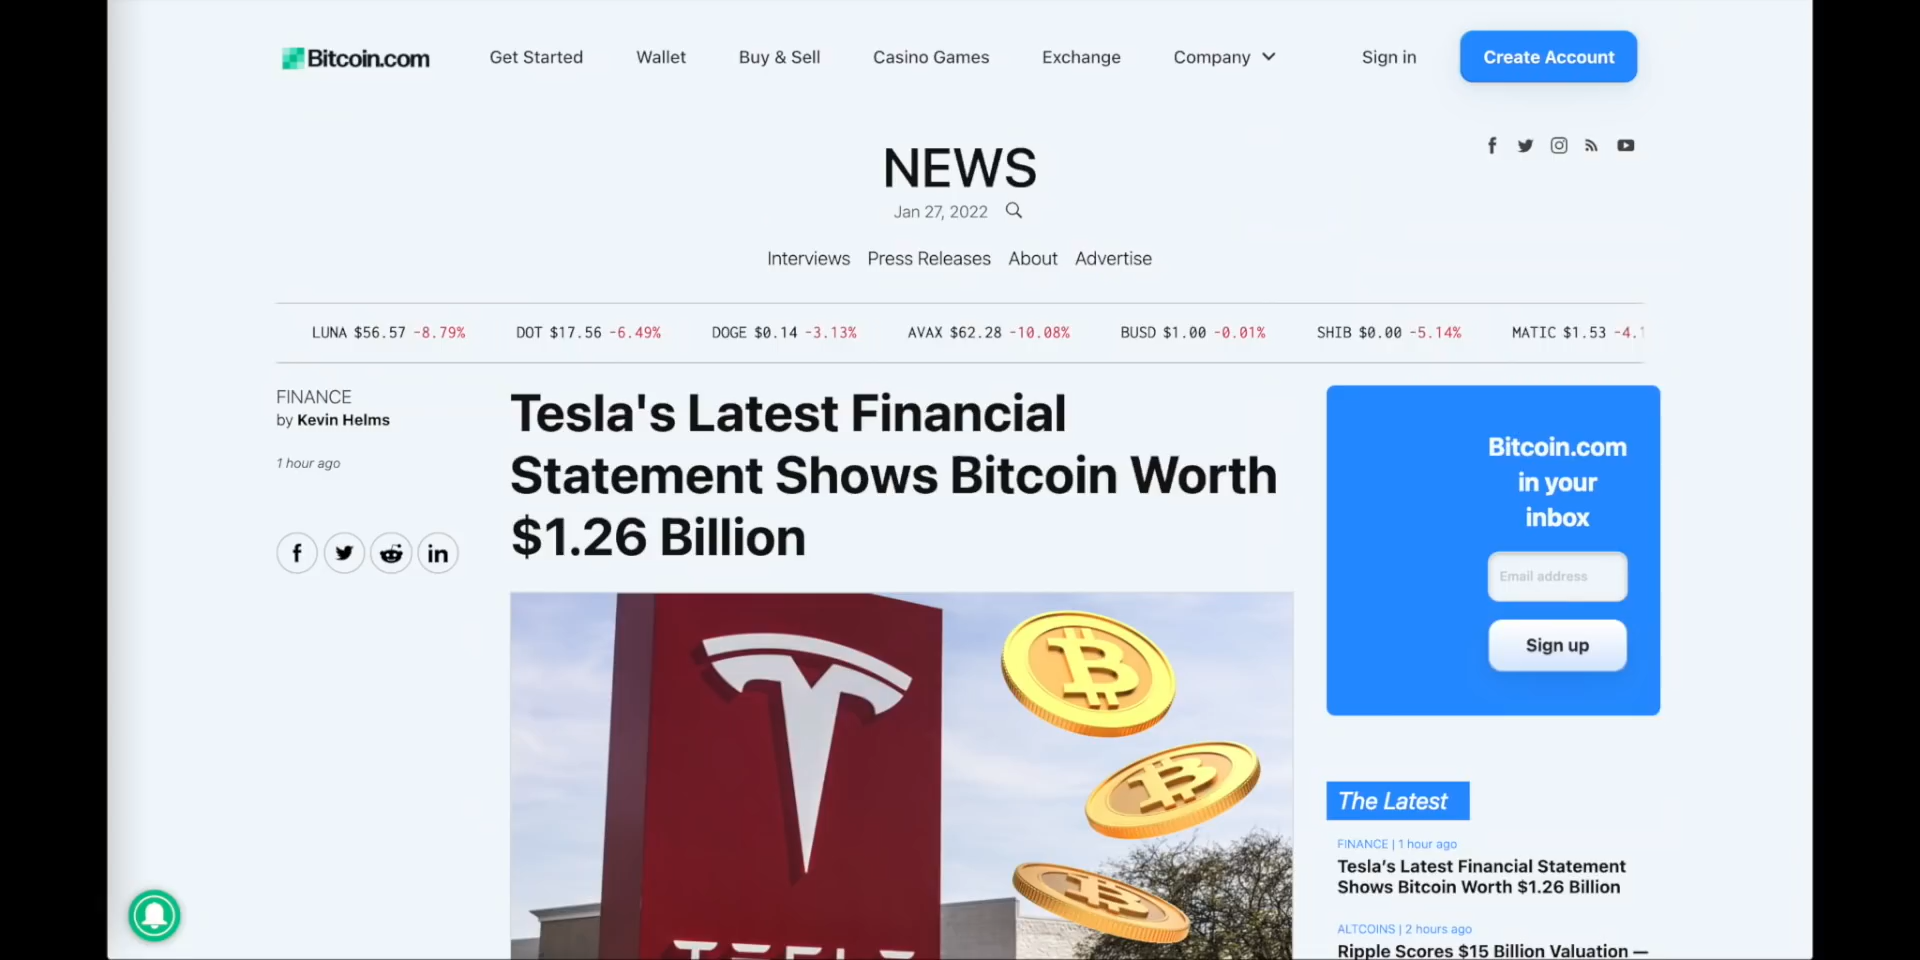 Bitcoin.com
Get Started
Wallet
Buy & Sell
Casino Games
Exchange
Company
Sign in
Create Account
NEWS
Jan 27, 2022
Interviews
Press Releases
About
Advertise
LUNA $56.57 -8.79%
DOT $17.56 -6.49%
DOGE $0.14 -3.13%
AVAX $62.28 -10.08%
BUSD $1.00 -0.01%
SHIB $0.00 -5.14%
MATIC $1.53 -4.1
FINANCE
by Kevin Helms
1 hour ago
Tesla's Latest Financial
Statement Shows Bitcoin Worth
$1.26 Billion
TESLA
Bitcoin.com
in your
inbox
Email address
Sign up
The Latest
FINANCE | 1 hour ago
Tesla's Latest Financial Statement
Shows Bitcoin Worth $1.26 Billion
ALTCOINS | 2 hours ago
Ripple Scores $15 Billion Valuation —